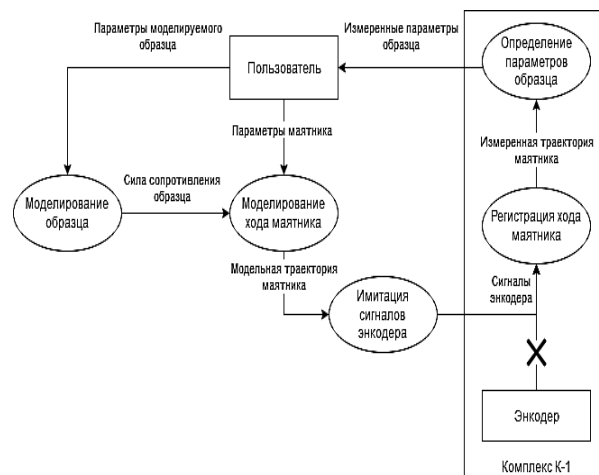 Параметры моделируемого
образца
Измеренные параметры
образца
Определение
параметров
образца
Пользователь
Параметры маятника
Измеренная траектория
маятника
Сила сопротивления
образца
Моделирование
образца
Моделирование
хода маятника
Регистрация хода
маятника
Модельная траектория
маятника
Сигналы
энкодера
Имитация
сигналов
энкодера
Энкодер
Комплекс К-1